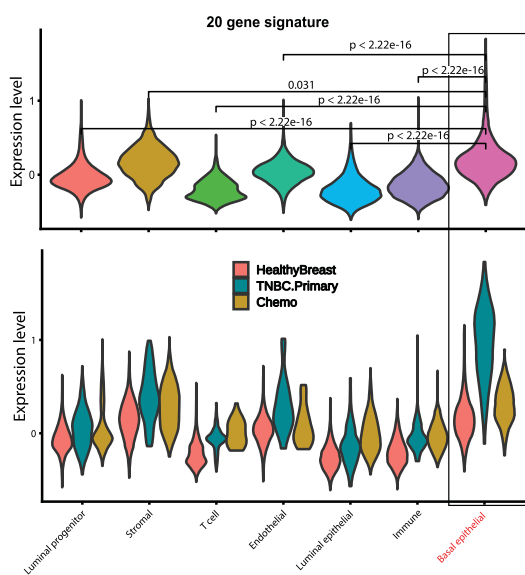 20 gene signature
p < 2.22e-16
p < 2.22e-16
0.031
p < 2.22e-16
p < 2.22e-16
p < 2.22e-16
Expression level
1
0
HealthyBreast
TNBC.Primary
Chemo
Expression level
1
0
Luminal progenitor
Stromal
T cell
Endothelial
Luminal epithelial
Immune
Basal epithelial